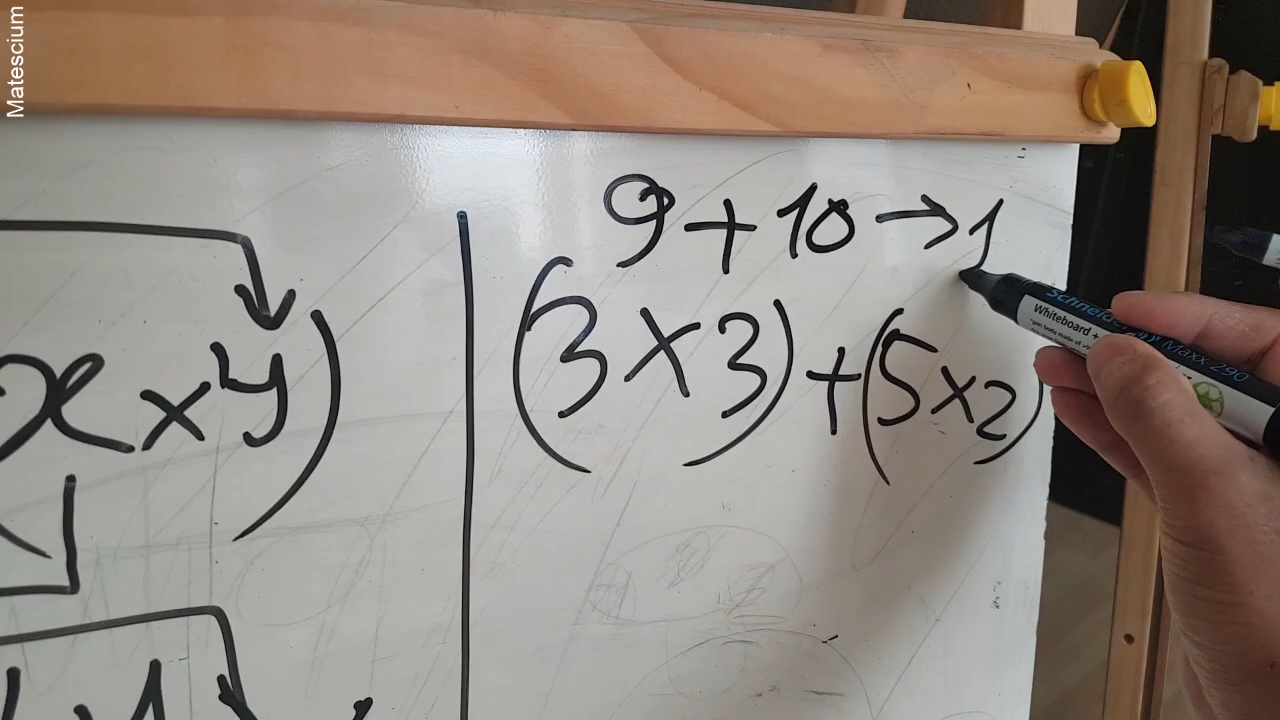 Matescium
9 + 10 → 1
(3 × 3) + (5 × 2)
x × y)
Schneider Maxx 290
Whiteboard +